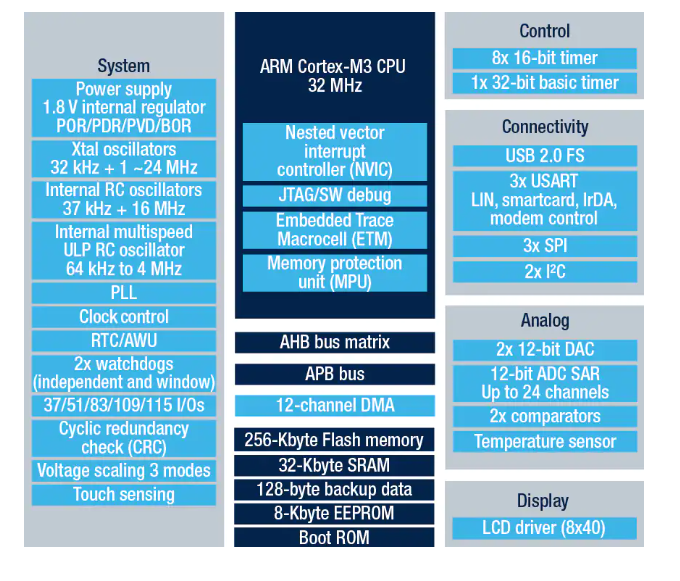 System
Power supply
1.8 V internal regulator
POR/PDR/PVD/BOR
Xtal oscillators
32 kHz + 1 ~24 MHz
Internal RC oscillators
37 kHz + 16 MHz
Internal multispeed
ULP RC oscillator
64 kHz to 4 MHz
PLL
Clock control
RTC/AWU
2x watchdogs
(independent and window)
37/51/83/109/115 I/Os
Cyclic redundancy
check (CRC)
Voltage scaling 3 modes
Touch sensing
ARM Cortex-M3 CPU
32 MHz
Nested vector
interrupt
controller (NVIC)
JTAG/SW debug
Embedded Trace
Macrocell (ETM)
Memory protection
unit (MPU)
AHB bus matrix
APB bus
12-channel DMA
256-Kbyte Flash memory
32-Kbyte SRAM
128-byte backup data
8-Kbyte EEPROM
Boot ROM
Control
8x 16-bit timer
1x 32-bit basic timer
Connectivity
USB 2.0 FS
3x USART
LIN, smartcard, IrDA,
modem control
3x SPI
2x I²C
Analog
2x 12-bit DAC
12-bit ADC SAR
Up to 24 channels
2x comparators
Temperature sensor
Display
LCD driver (8x40)